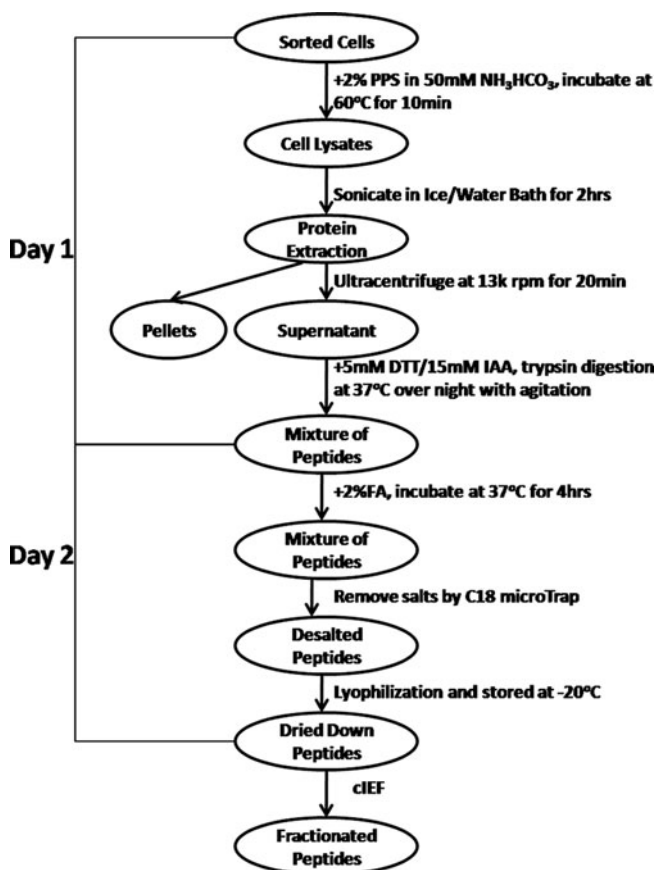 Sorted Cells
+2% PPS in 50mM NH₃HCO₃, incubate at
60°C for 10min
Cell Lysates
Sonicate in Ice/Water Bath for 2hrs
Day 1
Protein
Extraction
Ultracentrifuge at 13k rpm for 20min
Pellets
Supernatant
+5mM DTT/15mM IAA, trypsin digestion
at 37°C over night with agitation
Mixture of
Peptides
+2%FA, incubate at 37°C for 4hrs
Day 2
Mixture of
Peptides
Remove salts by C18 microTrap
Desalted
Peptides
Lyophilization and stored at -20°C
Dried Down
Peptides
cIEF
Fractionated
Peptides